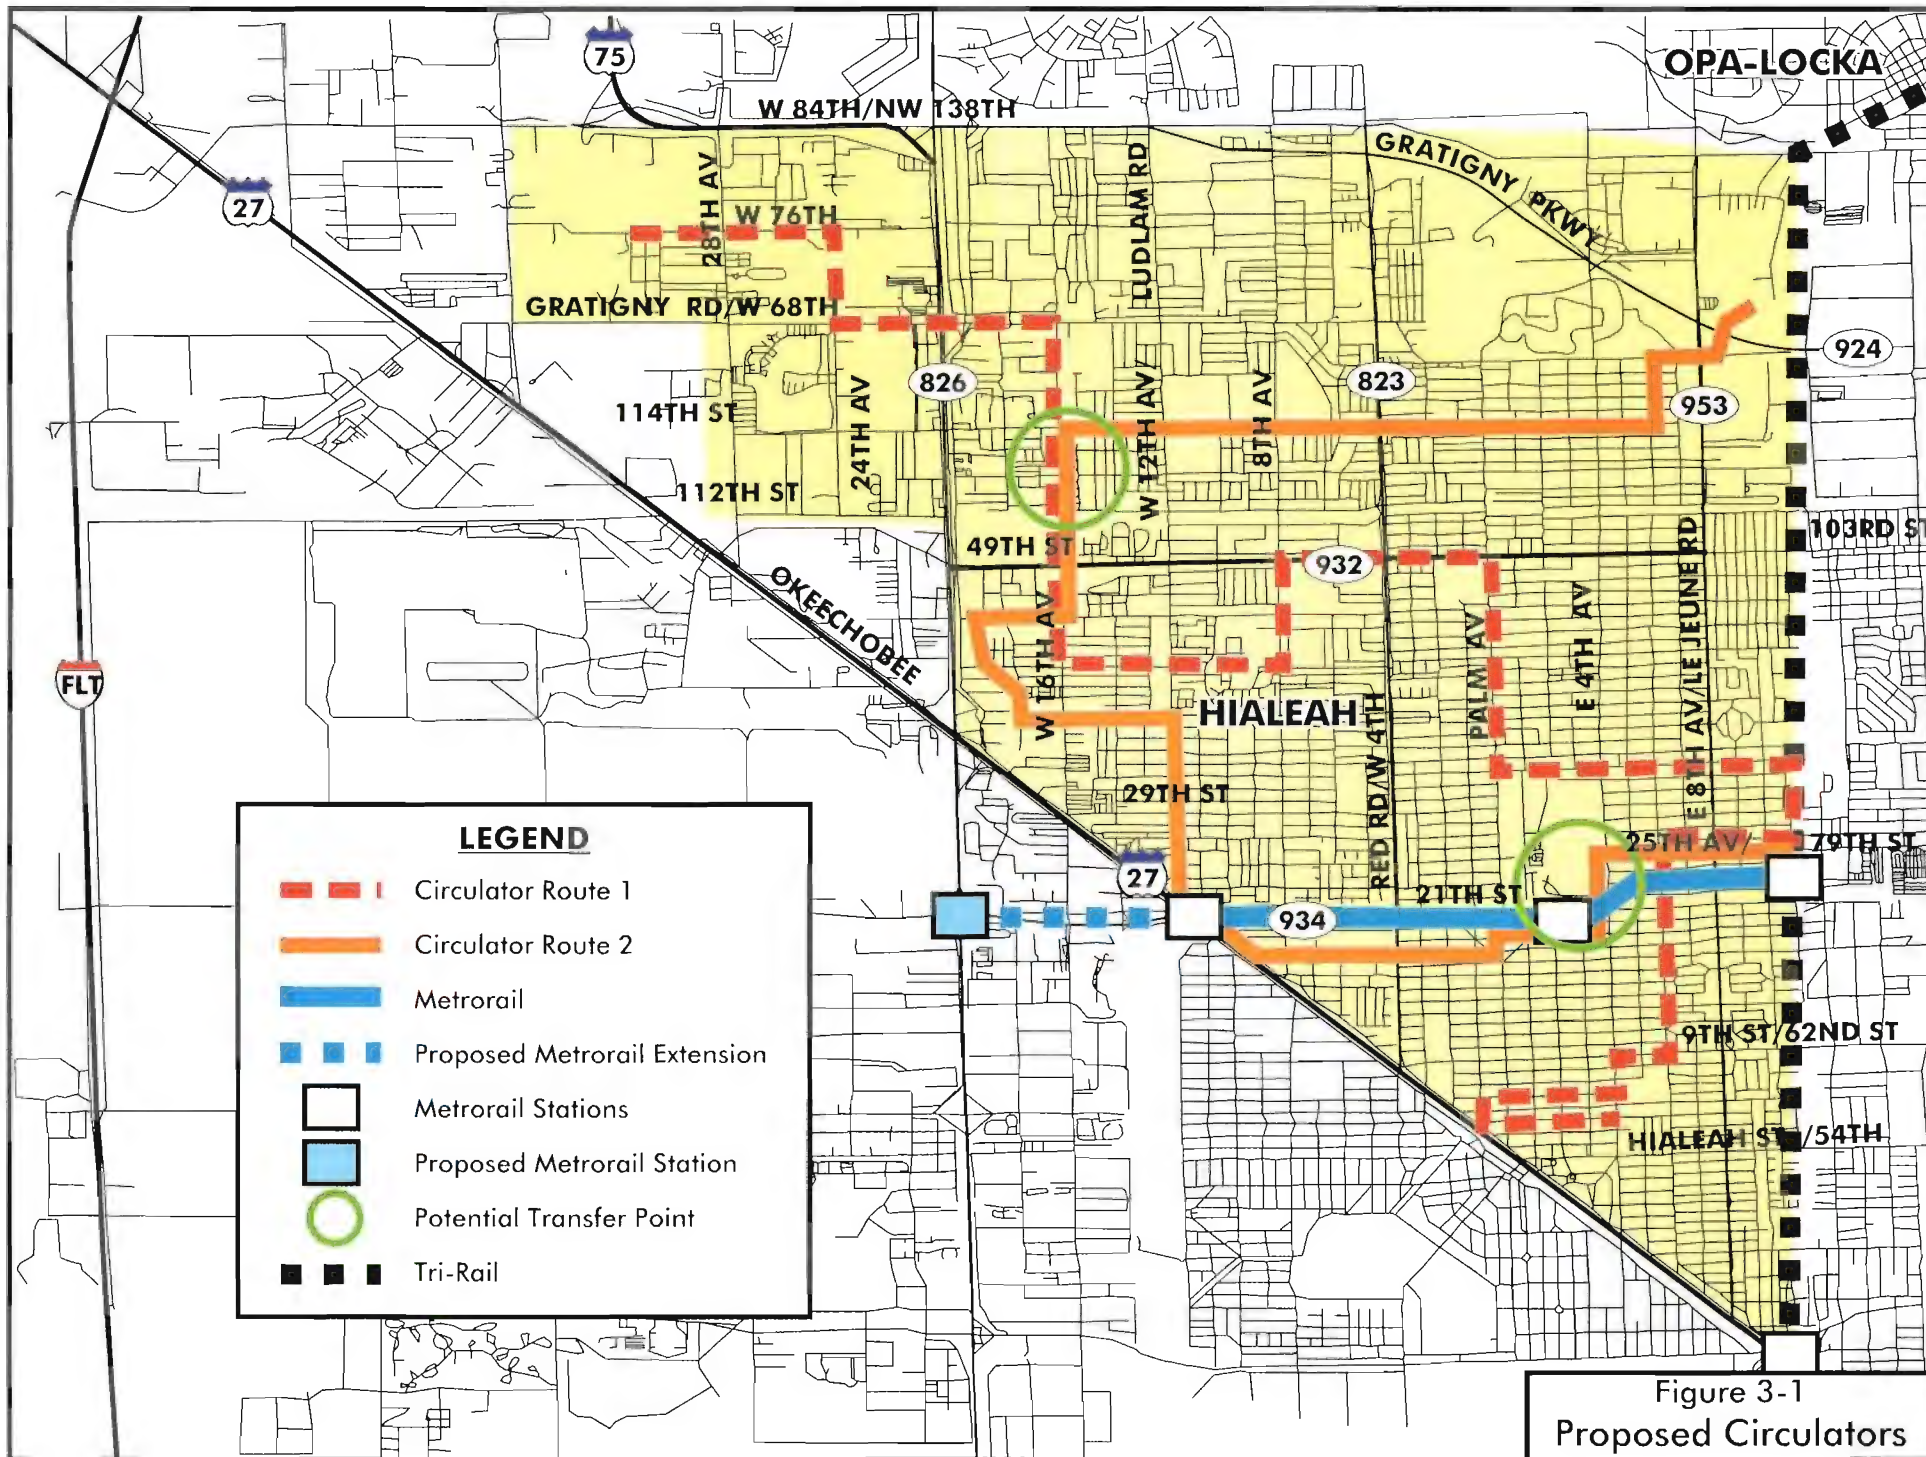 OPA-LOCKA
75
W 84TH/NW 138TH
GRATIGNY PKWY
27
28TH AV
W 76TH
LUDLAM RD
GRATIGNY RD/W 68TH
924
826
823
953
114TH ST
24TH AV
W 12TH AV/
8TH AV
112TH ST
103RD ST
49TH ST
932
OKEECHOBEE
W 16TH AV
PALM AV
E 4TH AV
E 8TH AV/LEJEUNE RD
FLT
HIALEAH
RED RD/W 4TH
29TH ST
25TH AV/
79TH ST
27
21TH ST
934
9TH ST/62ND ST
HIALEAH ST /54TH
LEGEND
Circulator Route 1
Circulator Route 2
Metrorail
Proposed Metrorail Extension
Metrorail Stations
Proposed Metrorail Station
Potential Transfer Point
Tri-Rail
Figure 3-1
Proposed Circulators